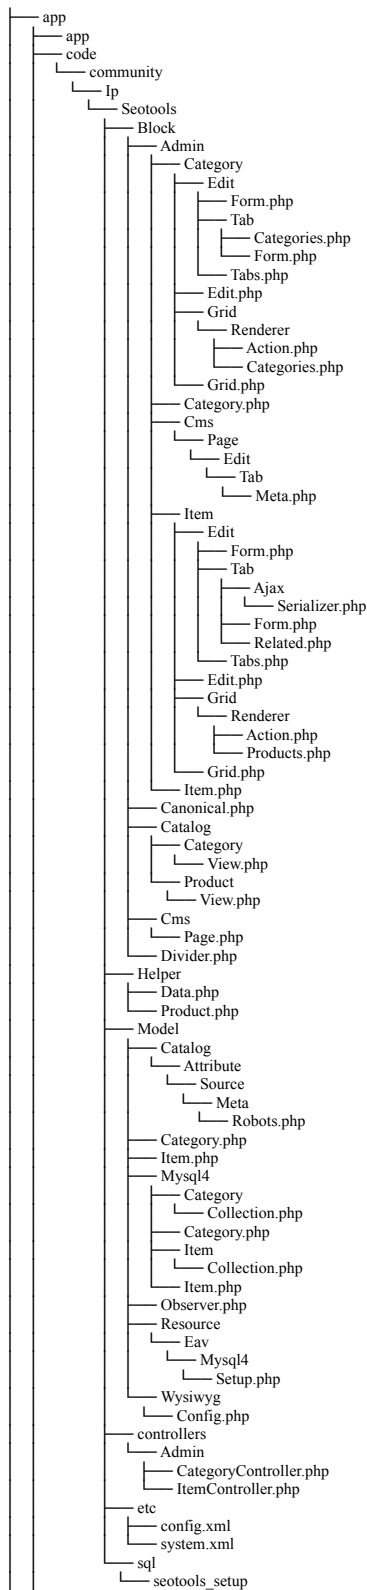 app
app
code
community
Ip
Seotools
Block
Admin
Category
Edit
Form.php
Tab
Categories.php
Form.php
Tabs.php
Edit.php
Grid
Renderer
Action.php
Categories.php
Grid.php
Category.php
Cms
Page
Edit
Tab
Meta.php
Item
Edit
Form.php
Tab
Ajax
Serializer.php
Form.php
Related.php
Tabs.php
Edit.php
Grid
Renderer
Action.php
Products.php
Grid.php
Item.php
Canonical.php
Catalog
Category
View.php
Product
View.php
Cms
Page.php
Divider.php
Helper
Data.php
Product.php
Model
Catalog
Attribute
Source
Meta
Robots.php
Category.php
Item.php
Mysql4
Category
Collection.php
Category.php
Item
Collection.php
Item.php
Observer.php
Resource
Eav
Mysql4
Setup.php
Wysiwyg
Config.php
controllers
Admin
CategoryController.php
ItemController.php
etc
config.xml
system.xml
sql
seotools_setup